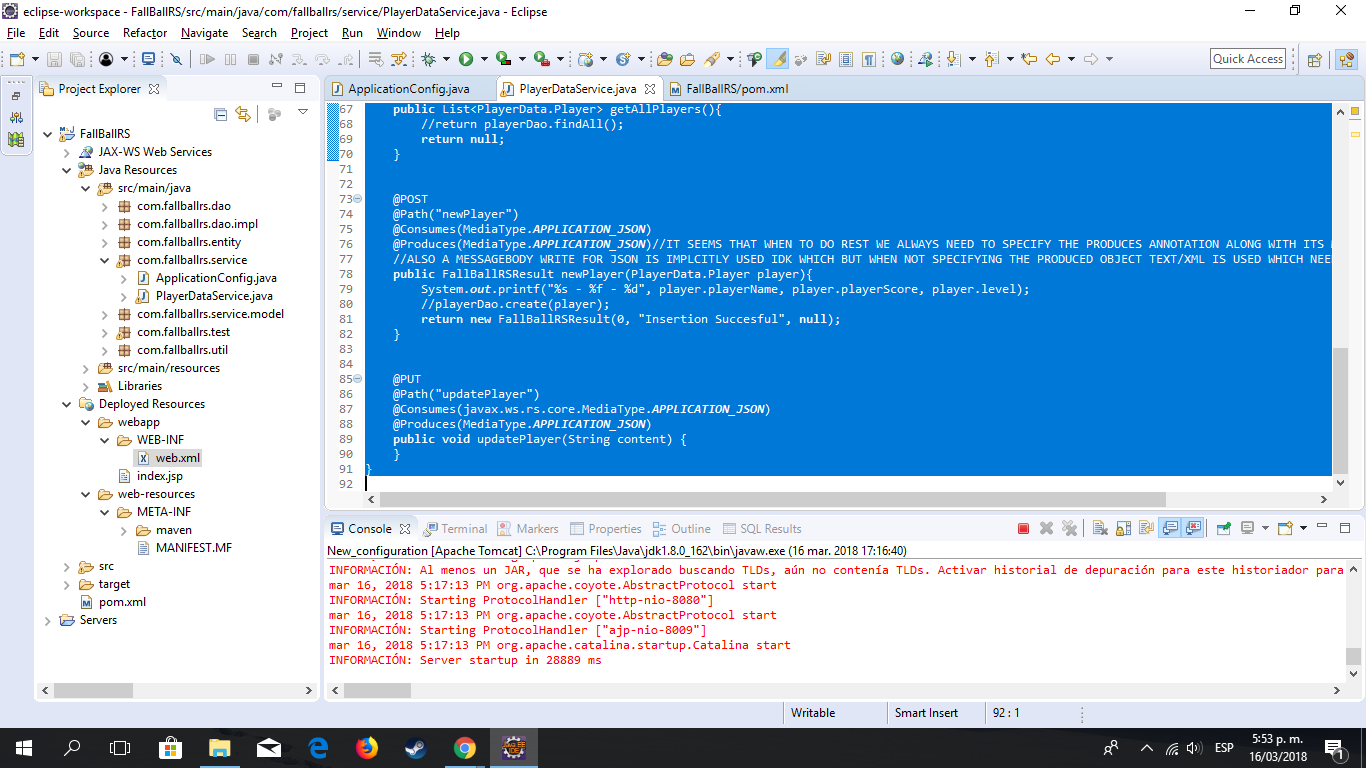 eclipse-workspace - FallBallRS/src/main/java/com/fallballrs/service/PlayerDataService.java - Eclipse
File Edit Source Refactor Navigate Search Project Run Window Help
Quick Access
Project Explorer
FallBallRS
JAX-WS Web Services
Java Resources
src/main/java
com.fallballrs.dao
com.fallballrs.dao.impl
com.fallballrs.entity
com.fallballrs.service
ApplicationConfig.java
PlayerDataService.java
com.fallballrs.service.model
com.fallballrs.test
com.fallballrs.util
src/main/resources
Libraries
Deployed Resources
webapp
WEB-INF
web.xml
index.jsp
web-resources
META-INF
maven
MANIFEST.MF
src
target
pom.xml
Servers
ApplicationConfig.java PlayerDataService.java FallBallRS/pom.xml
67 public List<PlayerData.Player> getAllPlayers(){
68 //return playerDao.findAll();
69 return null;
70 }
71
72
73 @POST
74 @Path("newPlayer")
75 @Consumes(MediaType.APPLICATION_JSON)
76 @Produces(MediaType.APPLICATION_JSON)//IT SEEMS THAT WHEN TO DO REST WE ALWAYS NEED TO SPECIFY THE PRODUCES ANNOTATION ALONG WITH ITS
77 //ALSO A MESSAGEBODY WRITE FOR JSON IS IMPLCITLY USED IDK WHICH BUT WHEN NOT SPECIFYING THE PRODUCED OBJECT TEXT/XML IS USED WHICH NEE
78 public FallBallRSResult newPlayer(PlayerData.Player player){
79 System.out.printf("%s - %f - %d", player.playerName, player.playerScore, player.level);
80 //playerDao.create(player);
81 return new FallBallRSResult(0, "Insertion Succesful", null);
82 }
83
84
85 @PUT
86 @Path("updatePlayer")
87 @Consumes(javax.ws.rs.core.MediaType.APPLICATION_JSON)
88 @Produces(MediaType.APPLICATION_JSON)
89 public void updatePlayer(String content) {
90 }
91 }
92
Console Terminal Markers Properties Outline SQL Results
New_configuration [Apache Tomcat] C:\Program Files\Java\jdk1.8.0_162\bin\javaw.exe (16 mar. 2018 17:16:40)
INFORMACIÓN: Al menos un JAR, que se ha explorado buscando TLDs, aún no contenía TLDs. Activar historial de depuración para este historiador para
mar 16, 2018 5:17:13 PM org.apache.coyote.AbstractProtocol start
INFORMACIÓN: Starting ProtocolHandler ["http-nio-8080"]
mar 16, 2018 5:17:13 PM org.apache.coyote.AbstractProtocol start
INFORMACIÓN: Starting ProtocolHandler ["ajp-nio-8009"]
mar 16, 2018 5:17:13 PM org.apache.catalina.startup.Catalina start
INFORMACIÓN: Server startup in 28889 ms
Writable Smart Insert 92 : 1
ESP
5:53 p. m.
16/03/2018
1